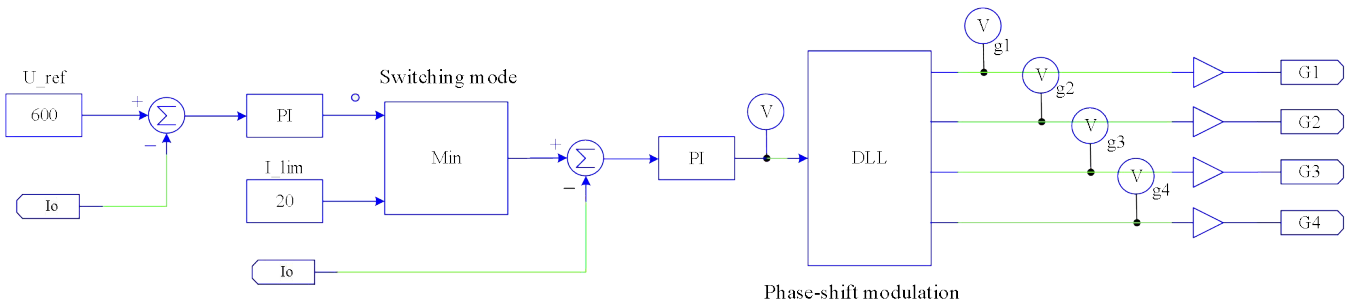 U_ref
600
+
Σ
−
Io
PI
Switching mode
Min
I_lim
20
Io
+
Σ
−
PI
V
DLL
Phase-shift modulation
V
g1
V
g2
V
g3
V
g4
G1
G2
G3
G4